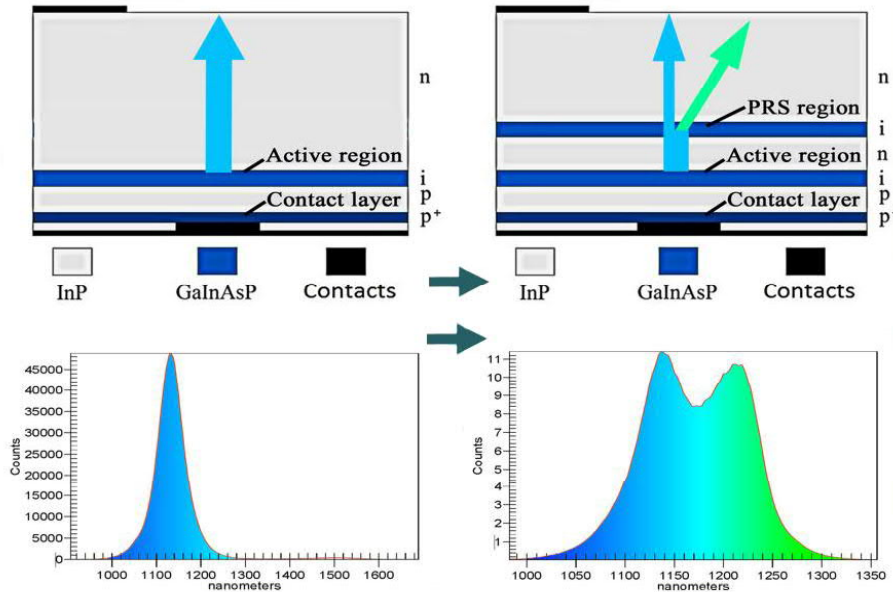 n
Active region
i
p
Contact layer
p+
InP
GaInAsP
Contacts
n
PRS region
i
n
Active region
i
p
Contact layer
p
InP
GaInAsP
Contacts
45000
40000
35000
30000
25000
20000
15000
10000
5000
0
Counts
1000 1100 1200 1300 1400 1500 1600
nanometers
11
10
9
8
7
6
5
4
3
2
1
Counts
1000 1050 1100 1150 1200 1250 1300 1350
nanometers